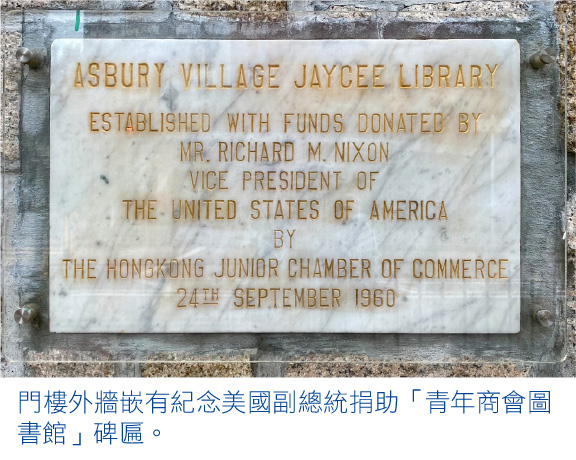 ASBURY VILLAGE JAYCEE LIBRARY
ESTABLISHED WITH FUNDS DONATED BY
MR. RICHARD M. NIXON
VICE PRESIDENT OF
THE UNITED STATES OF AMERICA
BY
THE HONGKONG JUNIOR CHAMBER OF COMMERCE
24TH SEPTEMBER 1960
門樓外牆嵌有紀念美國副總統捐助「青年商會圖
書館」碑匾。